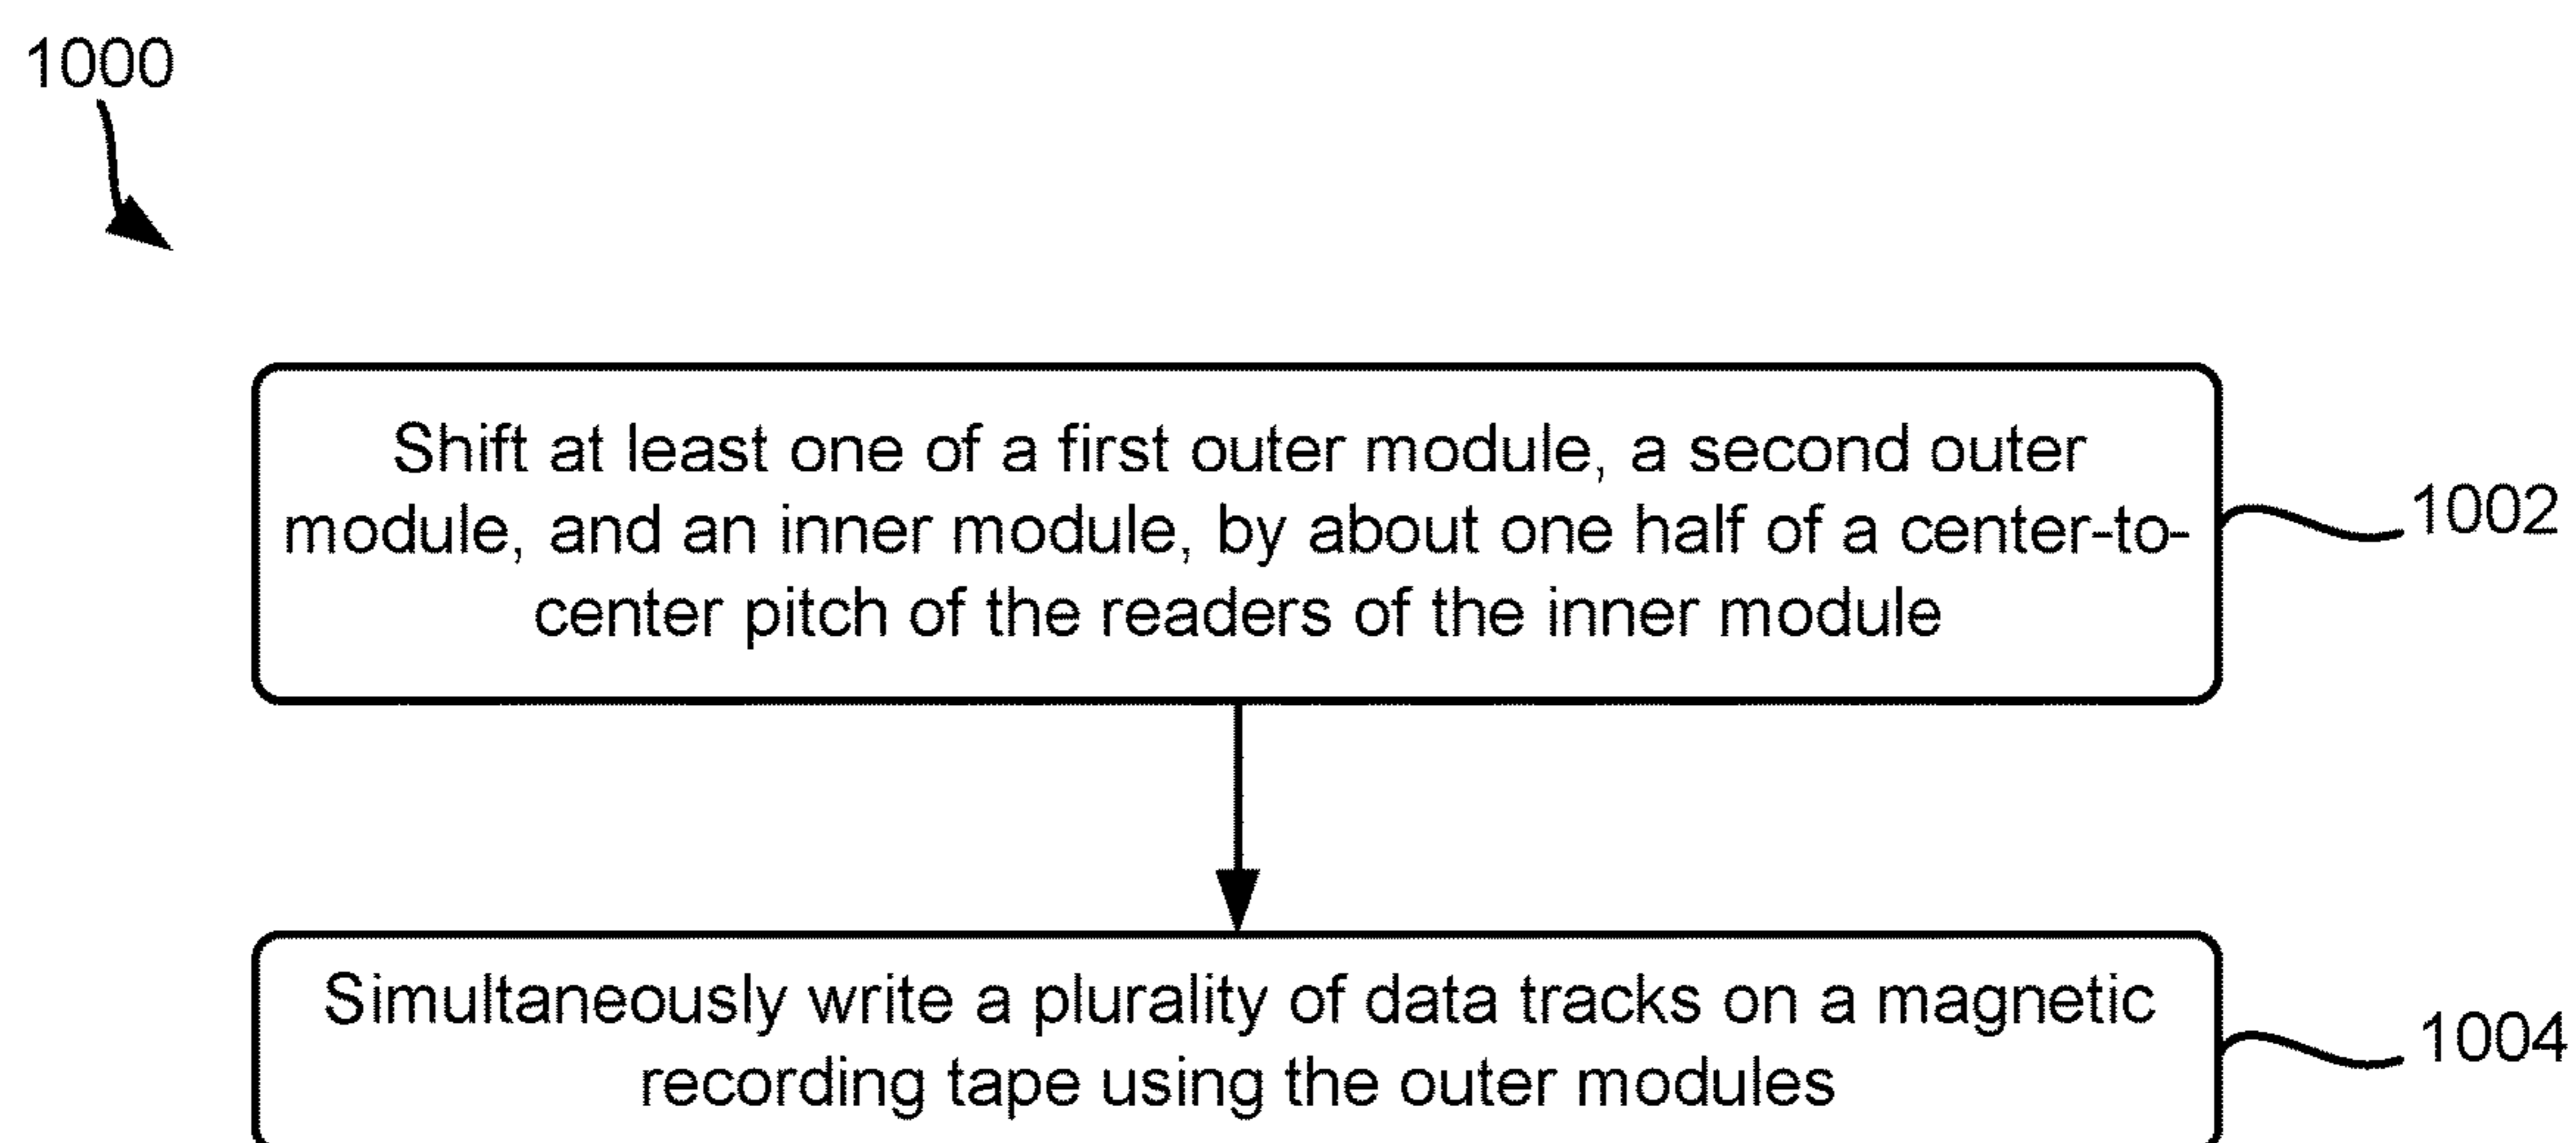 1000
Shift at least one of a first outer module, a second outer
module, and an inner module, by about one half of a center-to-
center pitch of the readers of the inner module
1002
Simultaneously write a plurality of data tracks on a magnetic
recording tape using the outer modules
1004